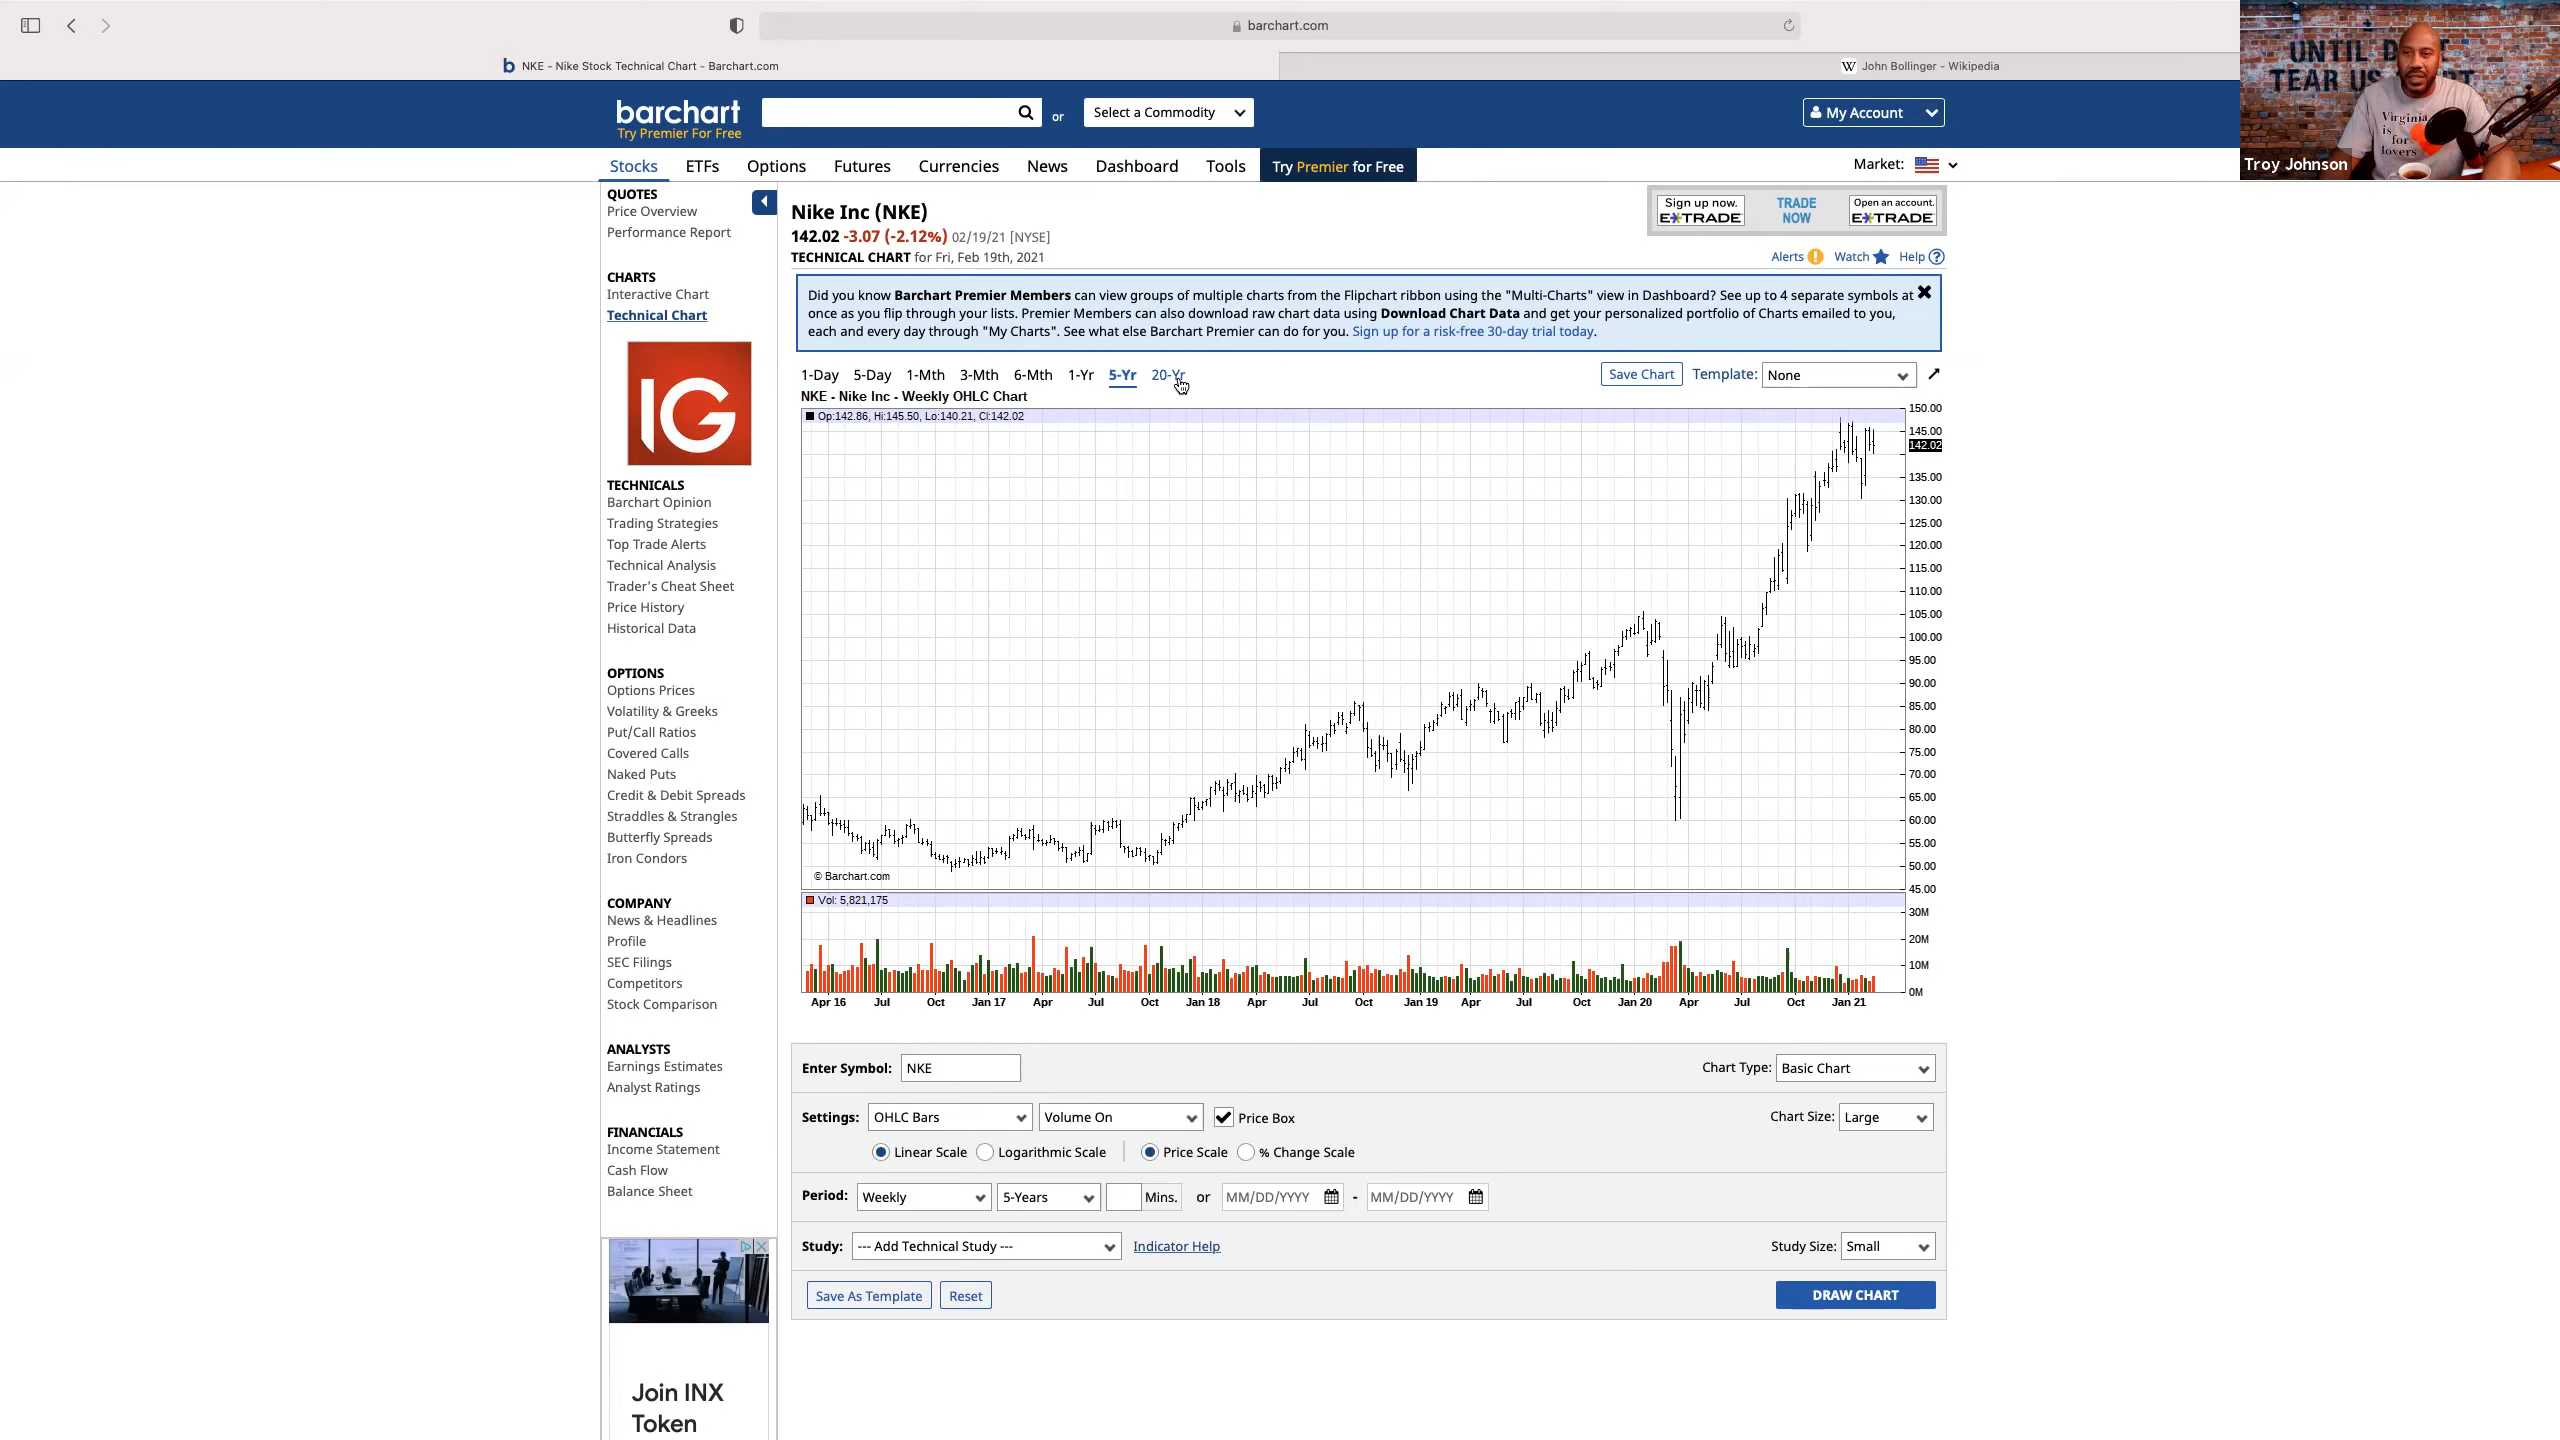 barchart.com
NKE - Nike Stock Technical Chart - Barchart.com
John Bollinger - Wikipedia
barchart
Try Premier For Free
or
Select a Commodity
My Account
Stocks ETFs Options Futures Currencies News Dashboard Tools Try Premier for Free
Market:
UNTIL
TEAR US
Virginia
is
for
lovers
Troy Johnson
QUOTES
Price Overview
Performance Report
CHARTS
Interactive Chart
Technical Chart
IG
TECHNICALS
Barchart Opinion
Trading Strategies
Top Trade Alerts
Technical Analysis
Trader's Cheat Sheet
Price History
Historical Data
OPTIONS
Options Prices
Volatility & Greeks
Put/Call Ratios
Covered Calls
Naked Puts
Credit & Debit Spreads
Straddles & Strangles
Butterfly Spreads
Iron Condors
COMPANY
News & Headlines
Profile
SEC Filings
Competitors
Stock Comparison
ANALYSTS
Earnings Estimates
Analyst Ratings
FINANCIALS
Income Statement
Cash Flow
Balance Sheet
Join INX
Token
Nike Inc (NKE)
142.02 -3.07 (-2.12%) 02/19/21 [NYSE]
TECHNICAL CHART for Fri, Feb 19th, 2021
Sign up now.
E*TRADE
TRADE
NOW
Open an account.
E*TRADE
Alerts Watch Help
Did you know Barchart Premier Members can view groups of multiple charts from the Flipchart ribbon using the "Multi-Charts" view in Dashboard? See up to 4 separate symbols at
once as you flip through your lists. Premier Members can also download raw chart data using Download Chart Data and get your personalized portfolio of Charts emailed to you,
each and every day through "My Charts". See what else Barchart Premier can do for you. Sign up for a risk-free 30-day trial today.
1-Day 5-Day 1-Mth 3-Mth 6-Mth 1-Yr 5-Yr 20-Yr
Save Chart Template: None
NKE - Nike Inc - Weekly OHLC Chart
Op:142.86, Hi:145.50, Lo:140.21, Cl:142.02
150.00
145.00
142.02
135.00
130.00
125.00
120.00
115.00
110.00
105.00
100.00
95.00
90.00
85.00
80.00
75.00
70.00
65.00
60.00
55.00
50.00
45.00
© Barchart.com
Vol: 5,821,175
30M
20M
10M
0M
Apr 16 Jul Oct Jan 17 Apr Jul Oct Jan 18 Apr Jul Oct Jan 19 Apr Jul Oct Jan 20 Apr Jul Oct Jan 21
Enter Symbol: NKE
Chart Type: Basic Chart
Settings: OHLC Bars Volume On Price Box
Chart Size: Large
Linear Scale Logarithmic Scale Price Scale % Change Scale
Period: Weekly 5-Years Mins. or MM/DD/YYYY - MM/DD/YYYY
Study: --- Add Technical Study --- Indicator Help
Study Size: Small
Save As Template Reset
DRAW CHART